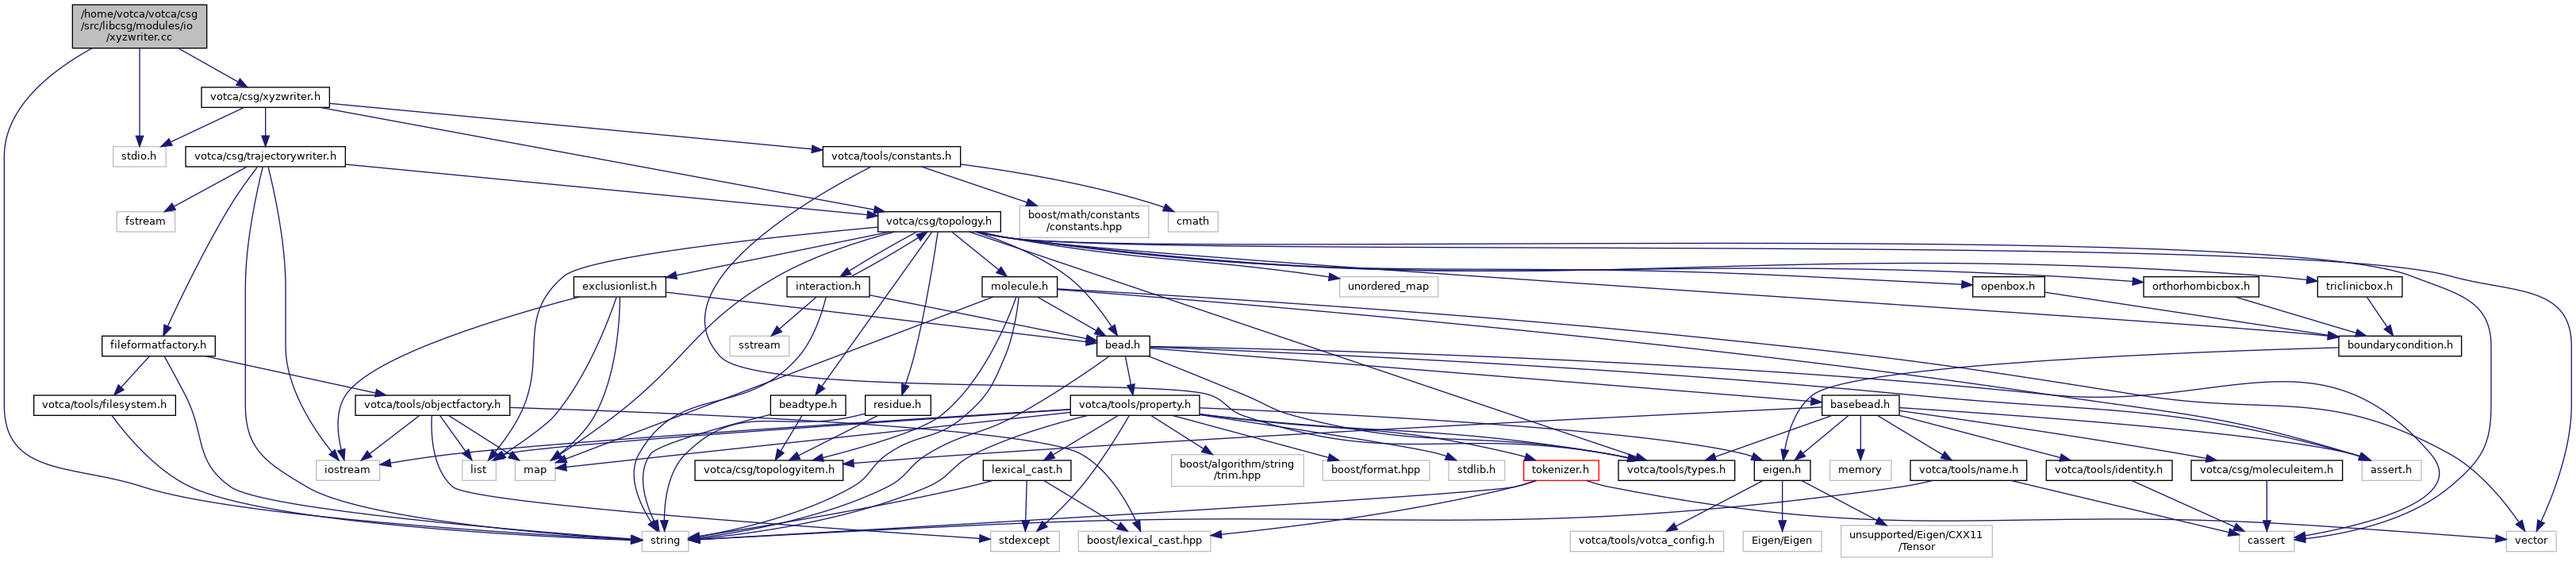 /home/votca/votca/csg
/src/libcsg/modules/io
/xyzwriter.cc
votca/csg/xyzwriter.h
stdio.h
votca/csg/trajectorywriter.h
votca/tools/constants.h
fstream
votca/csg/topology.h
boost/math/constants
/constants.hpp
cmath
exclusionlist.h
interaction.h
molecule.h
unordered_map
openbox.h
orthorhombicbox.h
triclinicbox.h
fileformatfactory.h
sstream
bead.h
boundarycondition.h
votca/tools/filesystem.h
votca/tools/objectfactory.h
beadtype.h
residue.h
votca/tools/property.h
basebead.h
iostream
list
map
votca/csg/topologyitem.h
lexical_cast.h
boost/algorithm/string
/trim.hpp
boost/format.hpp
stdlib.h
tokenizer.h
votca/tools/types.h
eigen.h
memory
votca/tools/name.h
votca/tools/identity.h
votca/csg/moleculeitem.h
assert.h
string
stdexcept
boost/lexical_cast.hpp
votca/tools/votca_config.h
Eigen/Eigen
unsupported/Eigen/CXX11
/Tensor
cassert
vector